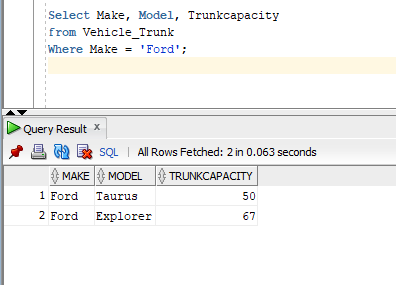 Select Make, Model, Trunkcapacity
from Vehicle_Trunk
Where Make = 'Ford';
Query Result x
SQL | All Rows Fetched: 2 in 0.063 seconds
MAKE MODEL TRUNKCAPACITY
1 Ford Taurus 50
2 Ford Explorer 67